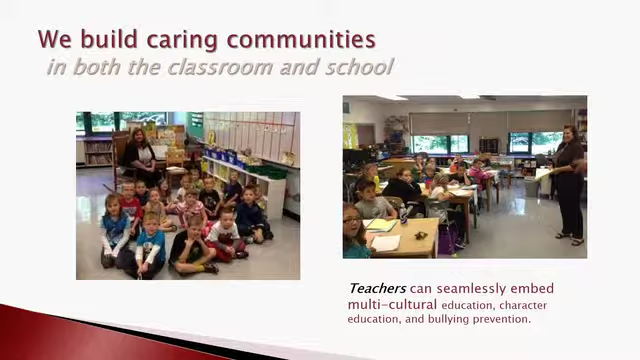 We build caring communities
in both the classroom and school
Teachers can seamlessly embed
multi-cultural education, character
education, and bullying prevention.